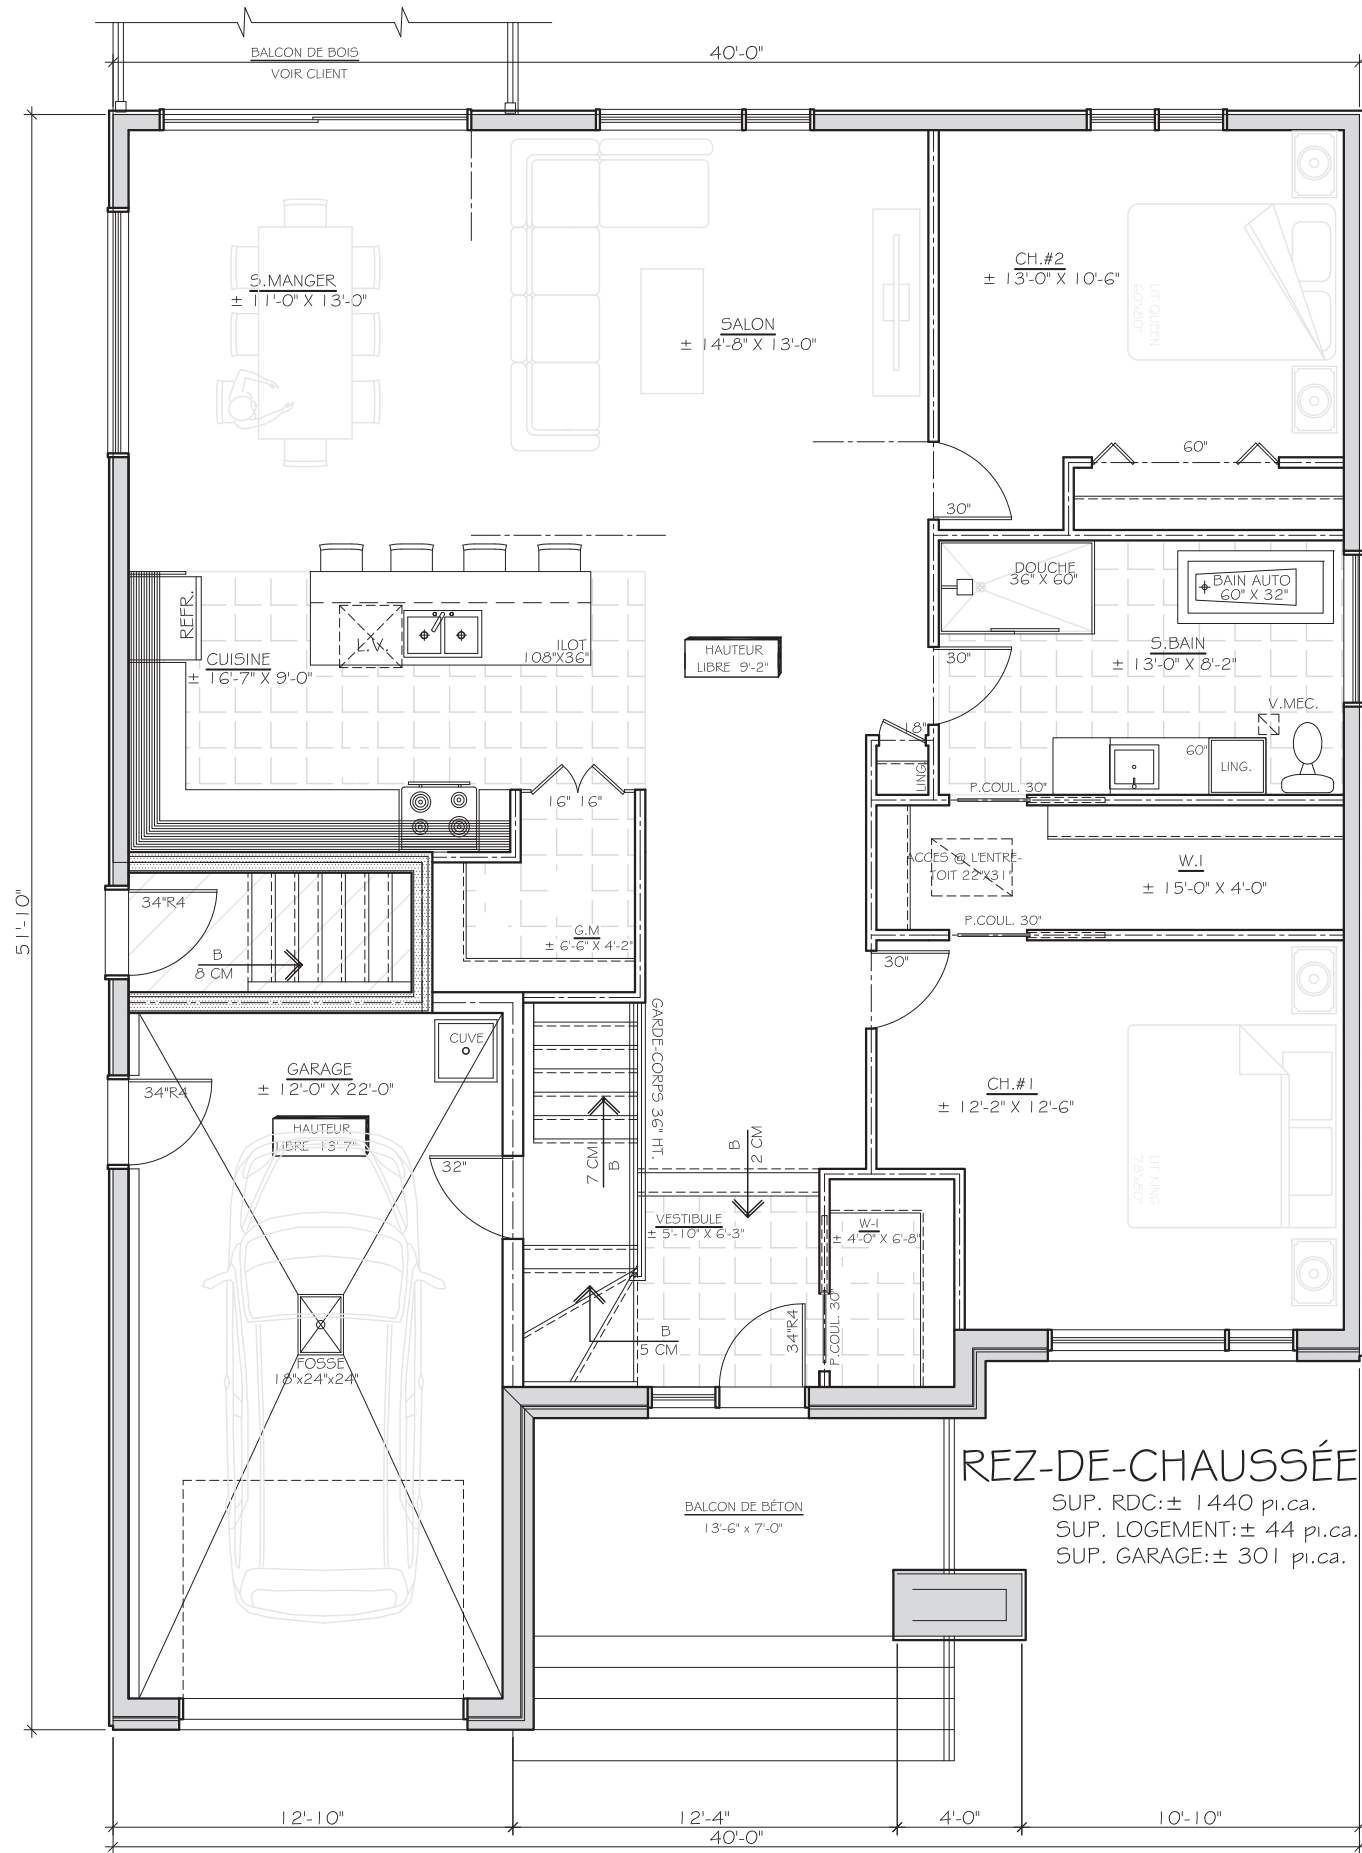 BALCON DE BOIS
VOIR CLIENT
40'-0"
S.MANGER
± 11'-0" X 13'-0"
SALON
± 14'-8" X 13'-0"
CH.#2
± 13'-0" X 10'-6"
LIT QUEEN
60"x80"
60"
30"
DOUCHE
36" X 60"
BAIN AUTO
60" X 32"
REFR.
L.V.
ILOT
108"X36"
CUISINE
± 16'-7" X 9'-0"
HAUTEUR
LIBRE 9'-2"
30"
S.BAIN
± 13'-0" X 8'-2"
V.MEC.
18"
LING.
60"
LING.
P.COUL. 30"
16" 16"
ACCES @ L'ENTRE-
TOIT 22"X31"
W.I
± 15'-0" X 4'-0"
P.COUL. 30"
34"R4
B
8 CM
G.M
± 6'-6" X 4'-2"
51'-10"
30"
CUVE
GARAGE
± 12'-0" X 22'-0"
34"R4
HAUTEUR
LIBRE 13'-7"
GARDE-CORPS 36" HT.
CH.#1
± 12'-2" X 12'-6"
LIT KING
78"x80"
32"
7 CM
B
B
2 CM
VESTIBULE
± 5'-10" X 6'-3"
W-I
± 4'-0" X 6'-8"
B
5 CM
34"R4
P.COUL. 30"
FOSSE
18"x24"x24"
REZ-DE-CHAUSSÉE
SUP. RDC:± 1440 pi.ca.
SUP. LOGEMENT:± 44 pi.ca.
SUP. GARAGE:± 301 pi.ca.
BALCON DE BÉTON
13'-6" x 7'-0"
12'-10"
12'-4"
4'-0"
10'-10"
40'-0"